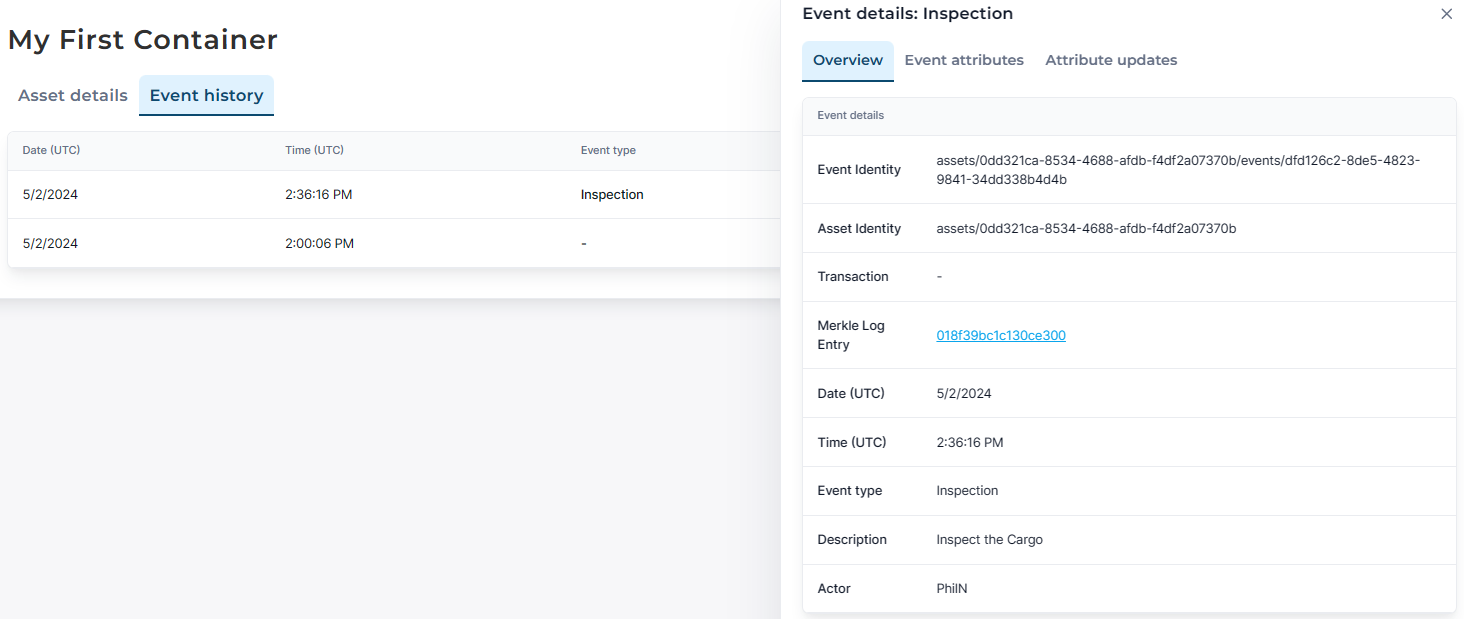 My First Container
Asset details Event history
Date (UTC) Time (UTC) Event type
5/2/2024 2:36:16 PM Inspection
5/2/2024 2:00:06 PM -
Event details: Inspection
Overview Event attributes Attribute updates
Event details
Event Identity assets/0dd321ca-8534-4688-afdb-f4df2a07370b/events/dfd126c2-8de5-4823-
9841-34dd338b4d4b
Asset Identity assets/0dd321ca-8534-4688-afdb-f4df2a07370b
Transaction -
Merkle Log
Entry 018f39bc1c130ce300
Date (UTC) 5/2/2024
Time (UTC) 2:36:16 PM
Event type Inspection
Description Inspect the Cargo
Actor PhilN